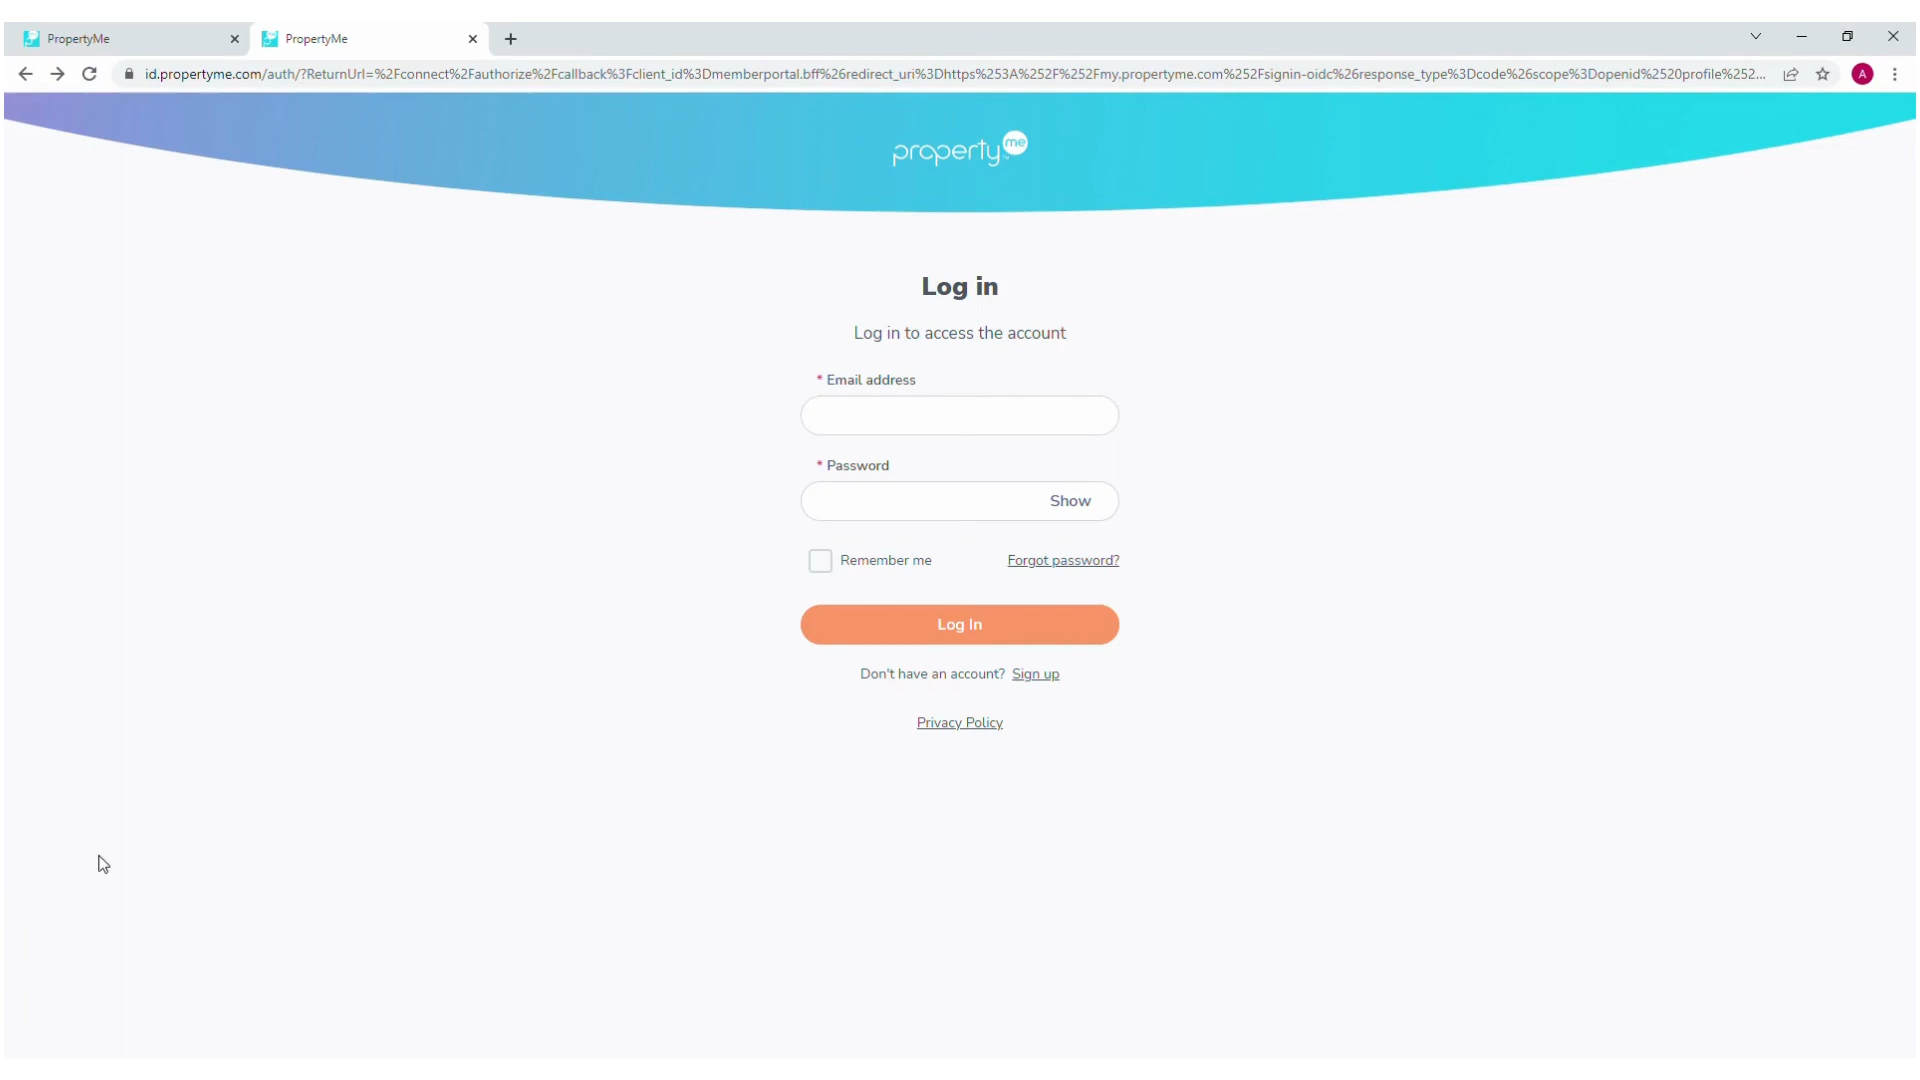 PropertyMe
PropertyMe
id.propertyme.com/auth/?ReturnUrl=%2Fconnect%2Fauthorize%2Fcallback%3Fclient_id%3Dmemberportal.bff%26redirect_uri%3Dhttps%253A%252F%252Fmy.propertyme.com%252Fsignin-oidc%26response_type%3Dcode%26scope%3Dopenid%2520profile%252...
A
property me
Log in
Log in to access the account
* Email address
* Password
Show
Remember me
Forgot password?
Log In
Don't have an account? Sign up
Privacy Policy